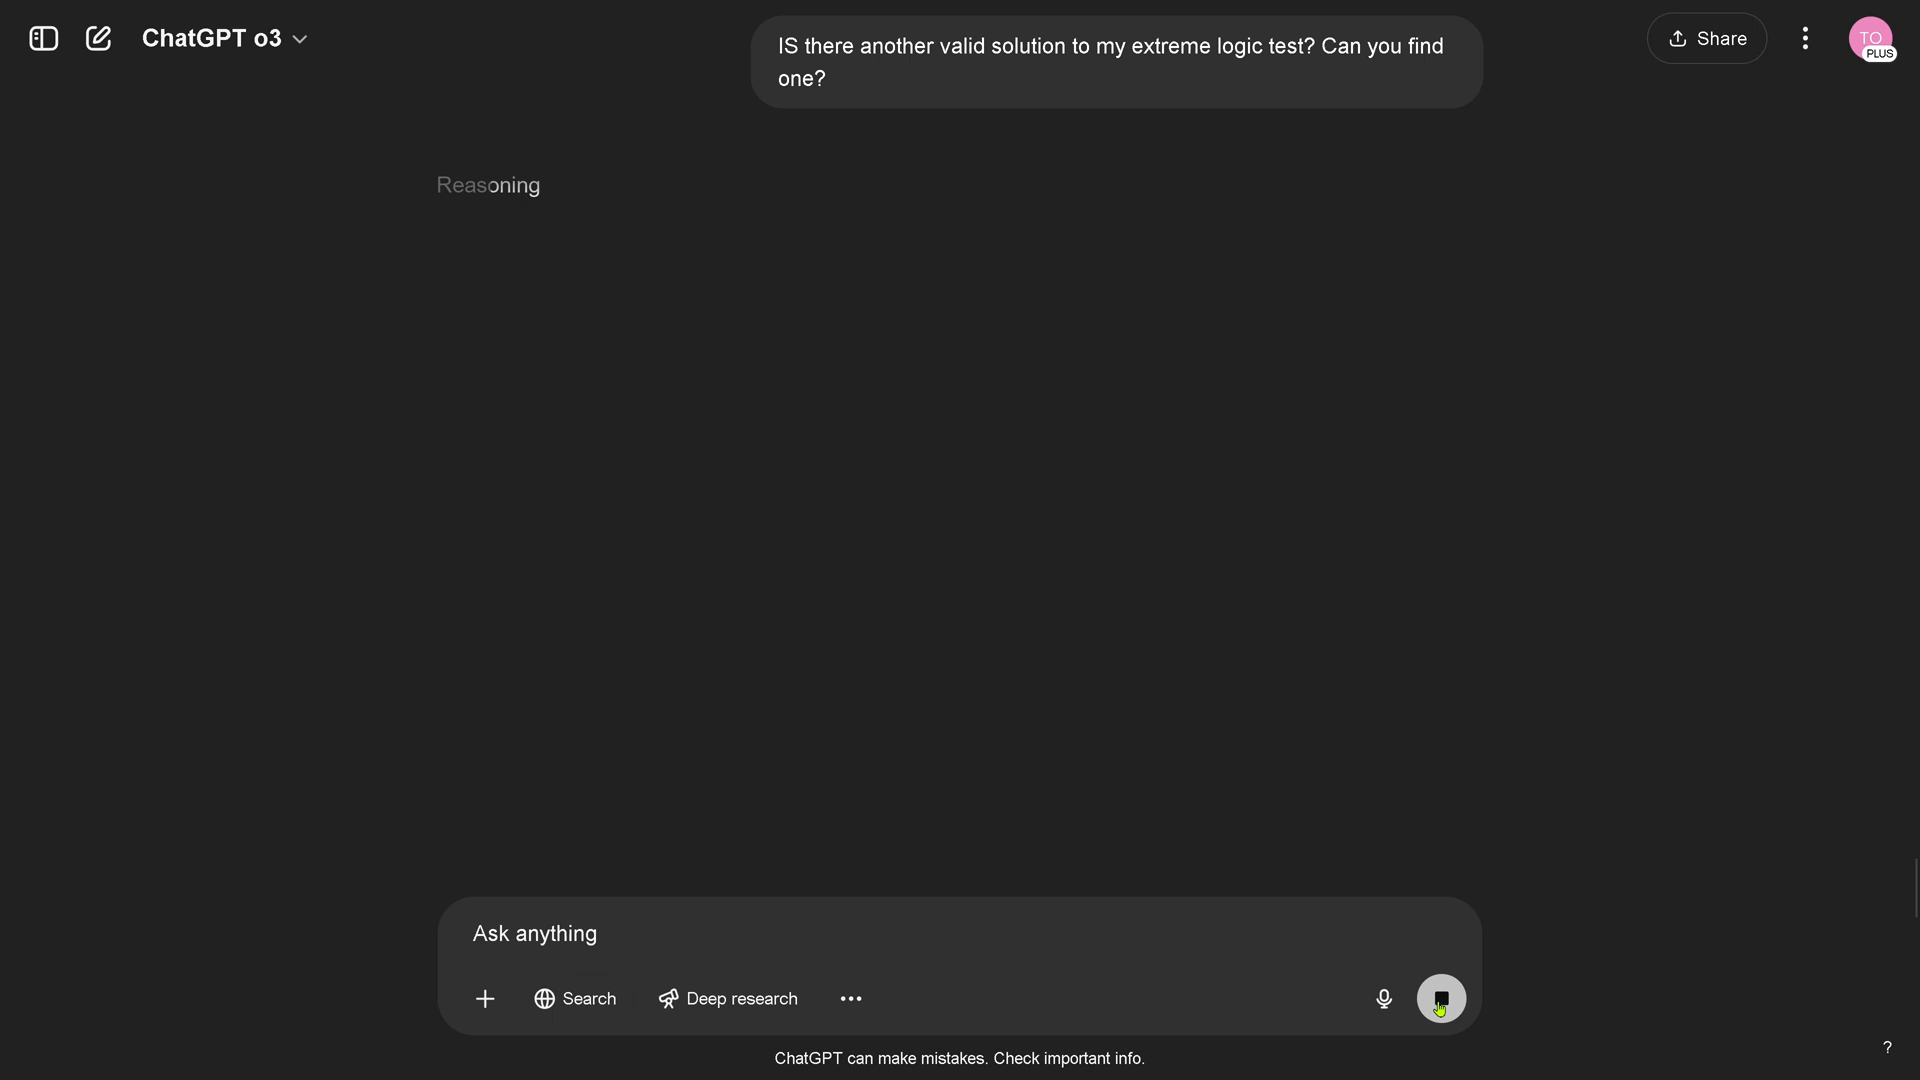 ChatGPT o3
IS there another valid solution to my extreme logic test? Can you find
one?
Share
TO
PLUS
Reasoning
Ask anything
Search
Deep research
ChatGPT can make mistakes. Check important info.
?